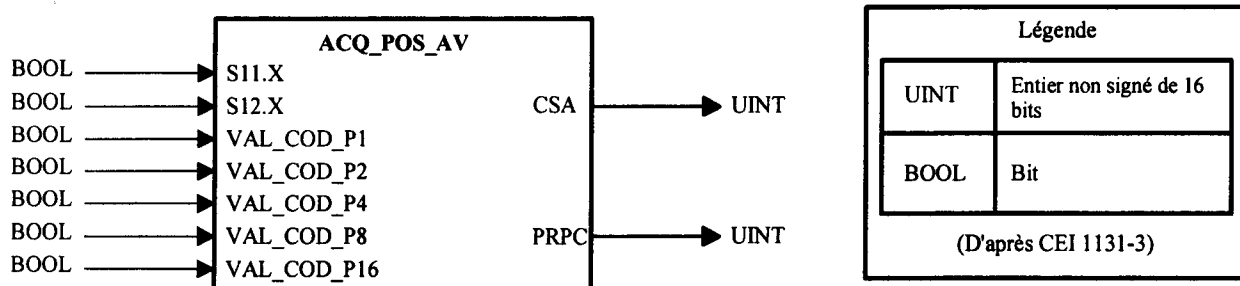 ACQ_POS_AV
BOOL S11.X
BOOL S12.X CSA UINT
BOOL VAL_COD_P1
BOOL VAL_COD_P2
BOOL VAL_COD_P4
BOOL VAL_COD_P8 PRPC UINT
BOOL VAL_COD_P16
Légende
UINT Entier non signé de 16
bits
BOOL Bit
(D'après CEI 1131-3)